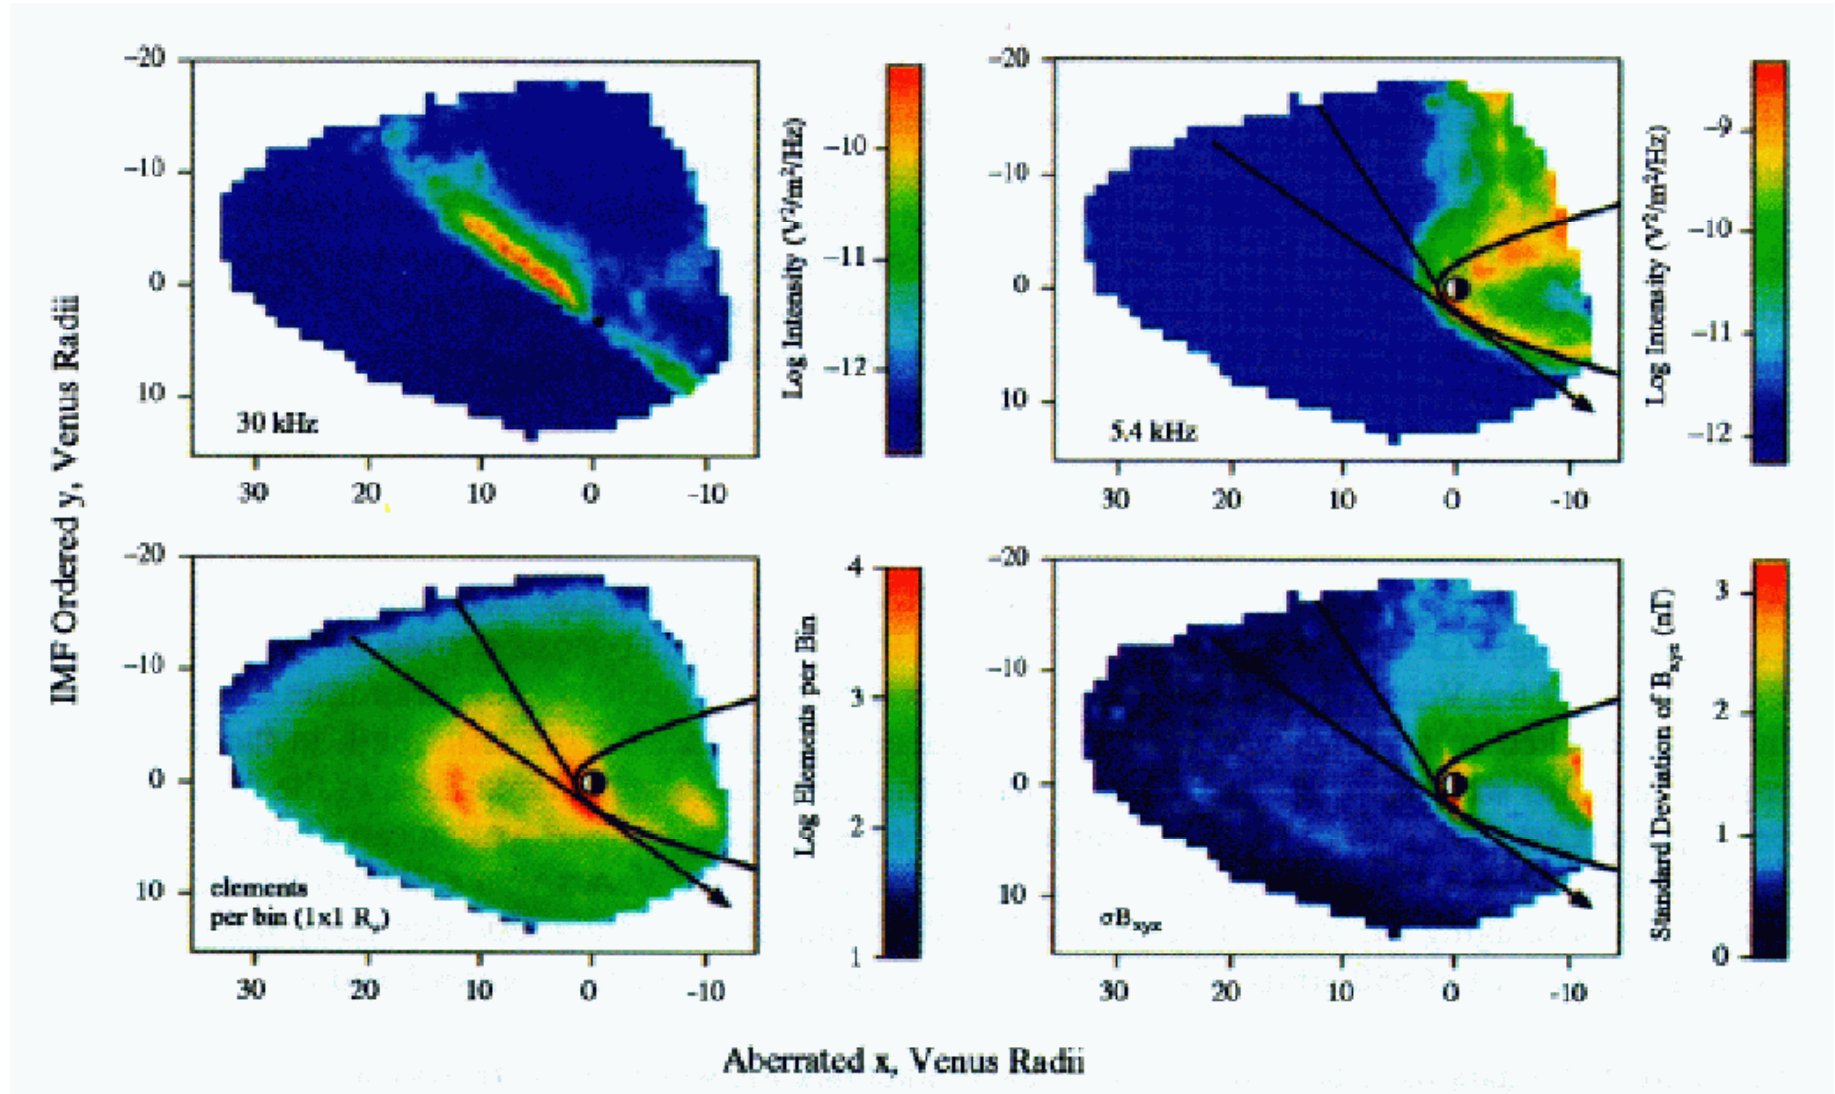 IMF Ordered y, Venus Radii
-20
-10
0
10
30 kHz
30 20 10 0 -10
Log Intensity (V²/m²/Hz)
-10
-11
-12
-20
-10
0
10
5.4 kHz
30 20 10 0 -10
Log Intensity (V²/m²/Hz)
-9
-10
-11
-12
-20
-10
0
10
elements
per bin (1x1 Rᵥ)
30 20 10 0 -10
Log Elements per Bin
4
3
2
1
-20
-10
0
10
σBxyz
30 20 10 0 -10
Standard Deviation of Bxyz (nT)
3
2
1
0
Aberrated x, Venus Radii